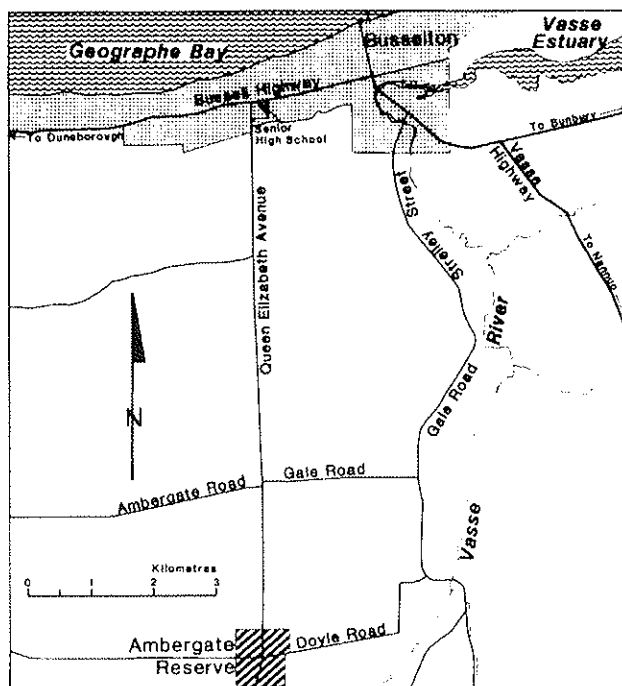 Geographe Bay
Vasse
Estuary
Busselton
Bussell Highway
To Dunsborough
Senior
High School
To Bunbury
Vasse
Highway
To Nannup
Street
Strelley
Queen Elizabeth Avenue
River
Gale Road
N
Ambergate Road
Gale Road
Vasse
Kilometres
0 1 2 3
Ambergate
Reserve
Doyle Road